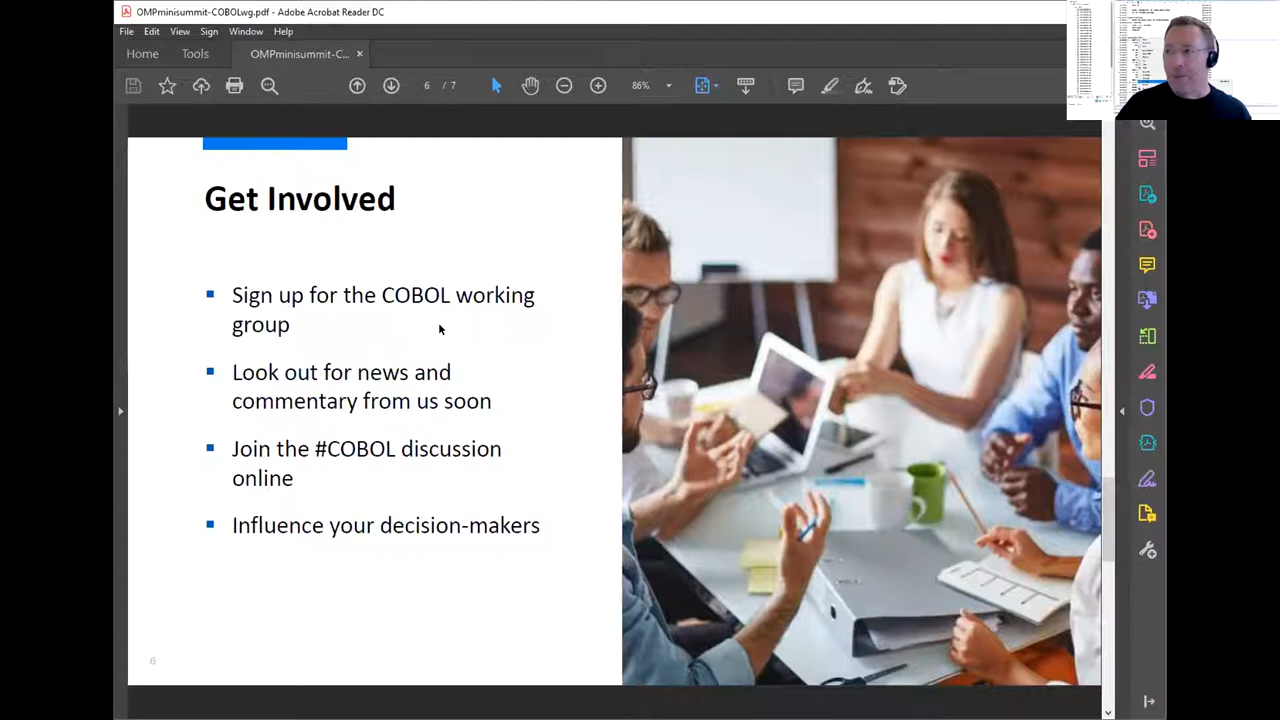 OMPminisummit-COBOLwg.pdf - Adobe Acrobat Reader DC
File Edit View Sign Window Help
Home Tools OMPminisummit-C... ×
86%
Get Involved
Sign up for the COBOL working
group
Look out for news and
commentary from us soon
Join the #COBOL discussion
online
Influence your decision-makers
6